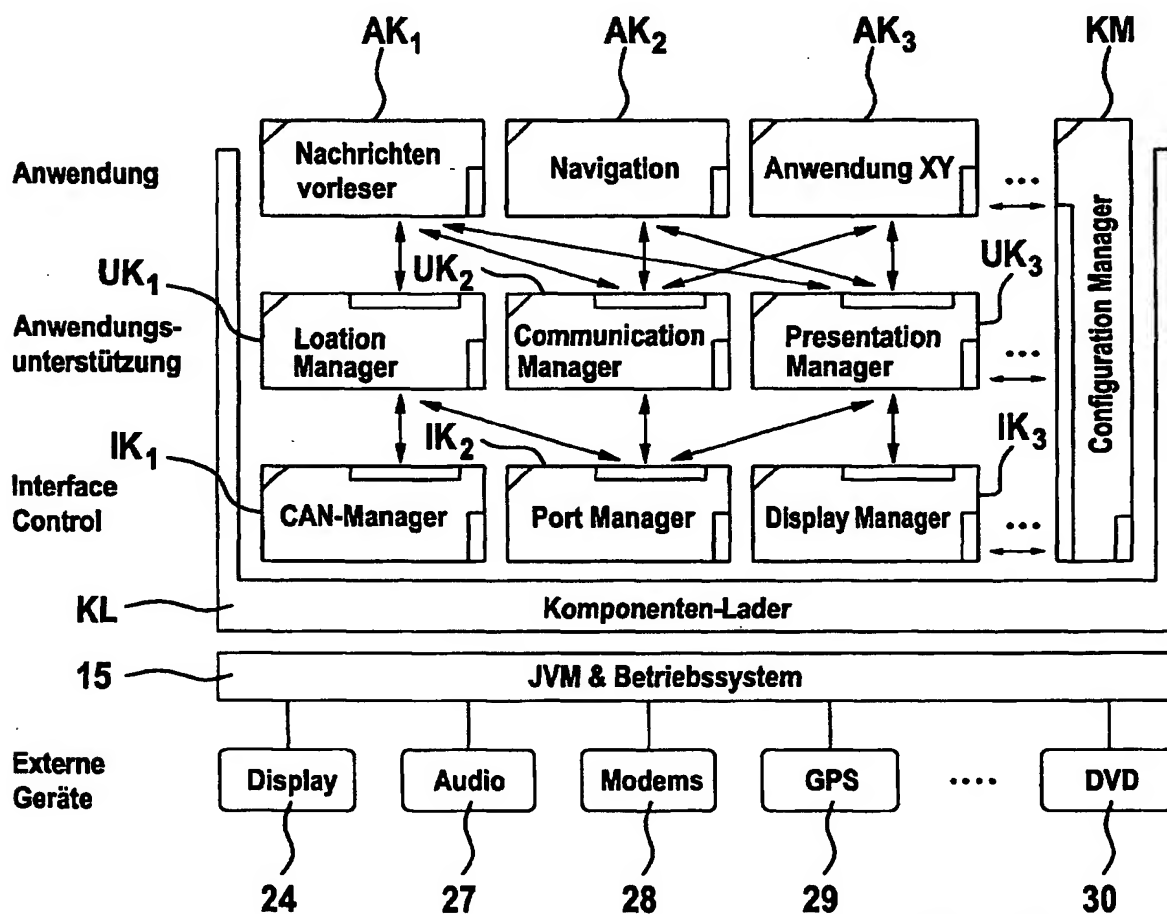 AK1 AK2 AK3 KM
Anwendung
Nachrichten
vorleser
Navigation
Anwendung XY
...
UK1 UK2 UK3
Anwendungs-
unterstützung
Loation
Manager
Communication
Manager
Presentation
Manager
...
Configuration Manager
IK1 IK2 IK3
Interface
Control
CAN-Manager
Port Manager
Display Manager
...
KL
Komponenten-Lader
15
JVM & Betriebssystem
Externe
Geräte
Display Audio Modems GPS .... DVD
24 27 28 29 30